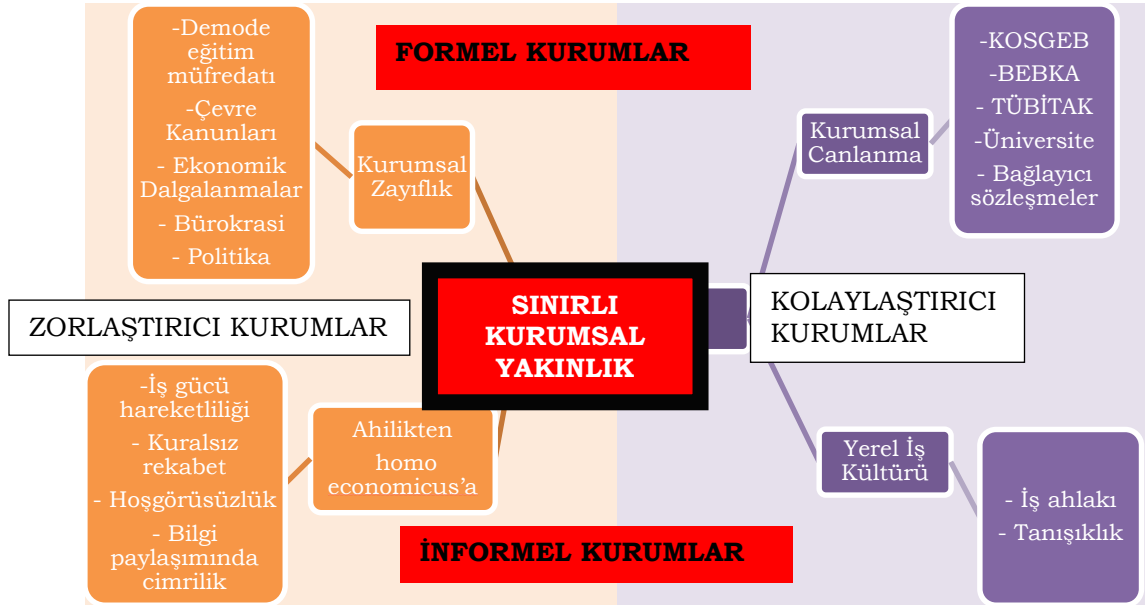 -Demode
eğitim
müfredatı
-Çevre
Kanunları
- Ekonomik
Dalgalanmalar
- Bürokrasi
- Politika
Kurumsal
Zayıflık
FORMEL KURUMLAR
Kurumsal
Canlanma
-KOSGEB
-BEBKA
- TÜBİTAK
-Üniversite
- Bağlayıcı
sözleşmeler
ZORLAŞTIRICI KURUMLAR
SINIRLI
KURUMSAL
YAKINLIK
KOLAYLAŞTIRICI
KURUMLAR
-İş gücü
hareketliliği
- Kuralsız
rekabet
- Hoşgörüsüzlük
- Bilgi
paylaşımında
cimrilik
Ahilikten
homo
economicus’a
İNFORMEL KURUMLAR
Yerel İş
Kültürü
- İş ahlakı
- Tanışıklık